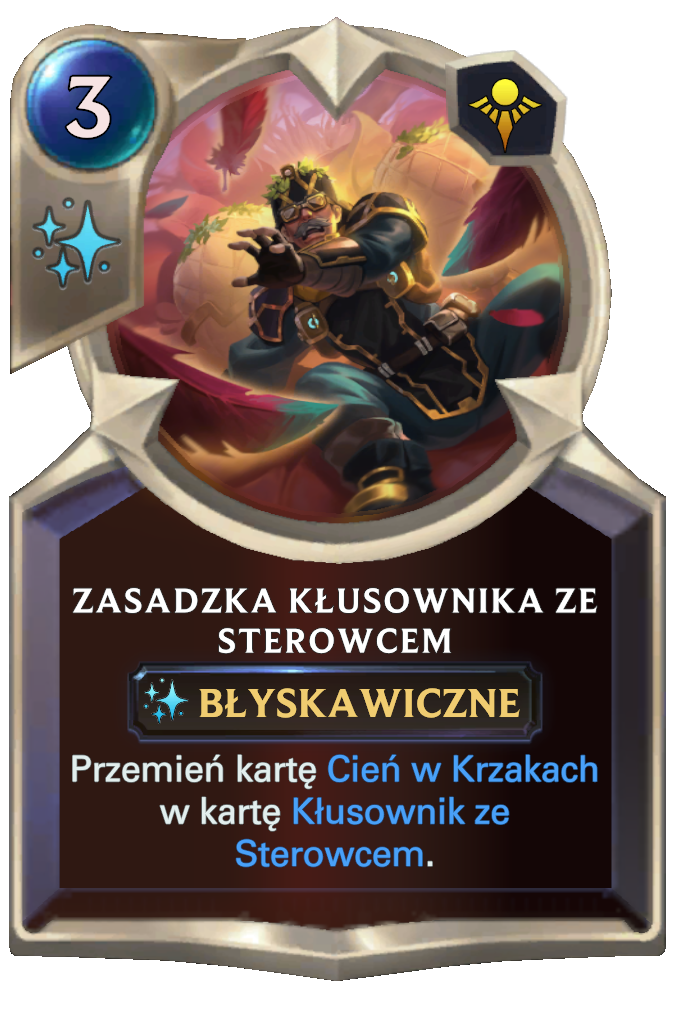 3
ZASADZKA KŁUSOWNIKA ZE
STEROWCEM
BŁYSKAWICZNE
Przemień kartę Cień w Krzakach
w kartę Kłusownik ze
Sterowcem.